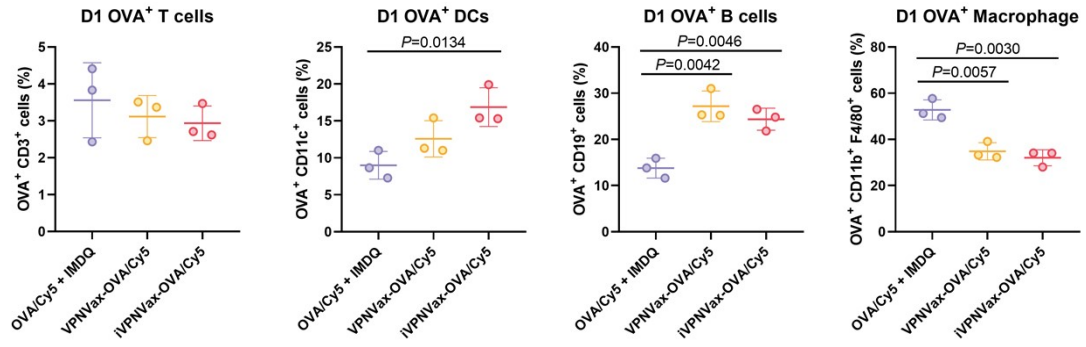 D1 OVA+ T cells
OVA+ CD3+ cells (%)
5
4
3
2
1
0
OVA/Cy5 + IMDQ
VPNVax-OVA/Cy5
iVPNVax-OVA/Cy5
D1 OVA+ DCs
P=0.0134
OVA+ CD11c+ cells (%)
25
20
15
10
5
0
OVA/Cy5 + IMDQ
VPNVax-OVA/Cy5
iVPNVax-OVA/Cy5
D1 OVA+ B cells
P=0.0046
P=0.0042
OVA+ CD19+ cells (%)
40
30
20
10
0
OVA/Cy5 + IMDQ
VPNVax-OVA/Cy5
iVPNVax-OVA/Cy5
D1 OVA+ Macrophage
P=0.0030
P=0.0057
OVA+ CD11b+ F4/80+ cells (%)
80
60
40
20
0
OVA/Cy5 + IMDQ
VPNVax-OVA/Cy5
iVPNVax-OVA/Cy5